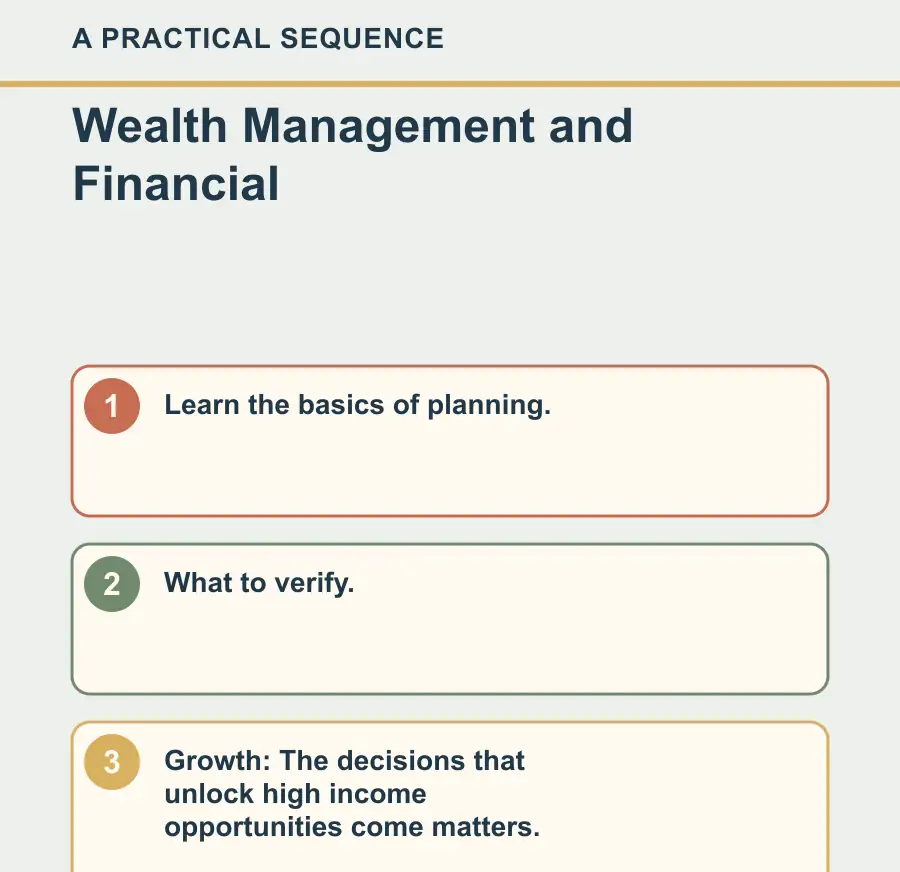 A PRACTICAL SEQUENCE
Wealth Management and
Financial
1
Learn the basics of planning.
2
What to verify.
3
Growth: The decisions that
unlock high income
opportunities come matters.